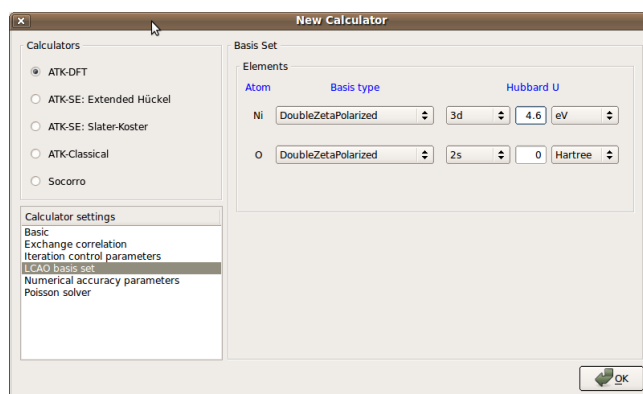 New Calculator
Calculators
ATK-DFT
ATK-SE: Extended Hückel
ATK-SE: Slater-Koster
ATK-Classical
Socorro
Calculator settings
Basic
Exchange correlation
Iteration control parameters
LCAO basis set
Numerical accuracy parameters
Poisson solver
Basis Set
Elements
Atom Basis type Hubbard U
Ni DoubleZetaPolarized 3d 4.6 eV
O DoubleZetaPolarized 2s 0 Hartree
OK